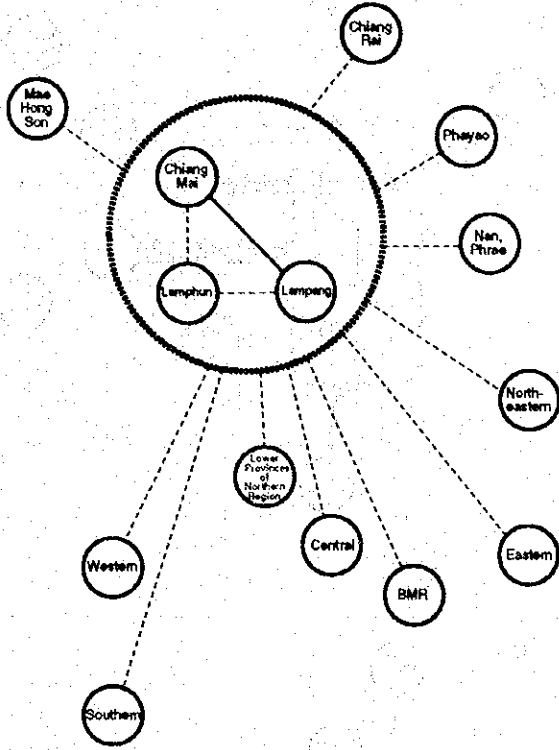 Chiang
Rai
Mae
Hong
Son
Phayao
Chiang
Mai
Nan,
Phrae
Lamphun
Lampang
North-
eastern
Lower
Provinces
of
Northern
Region
Central
Eastern
Western
BMR
Southern